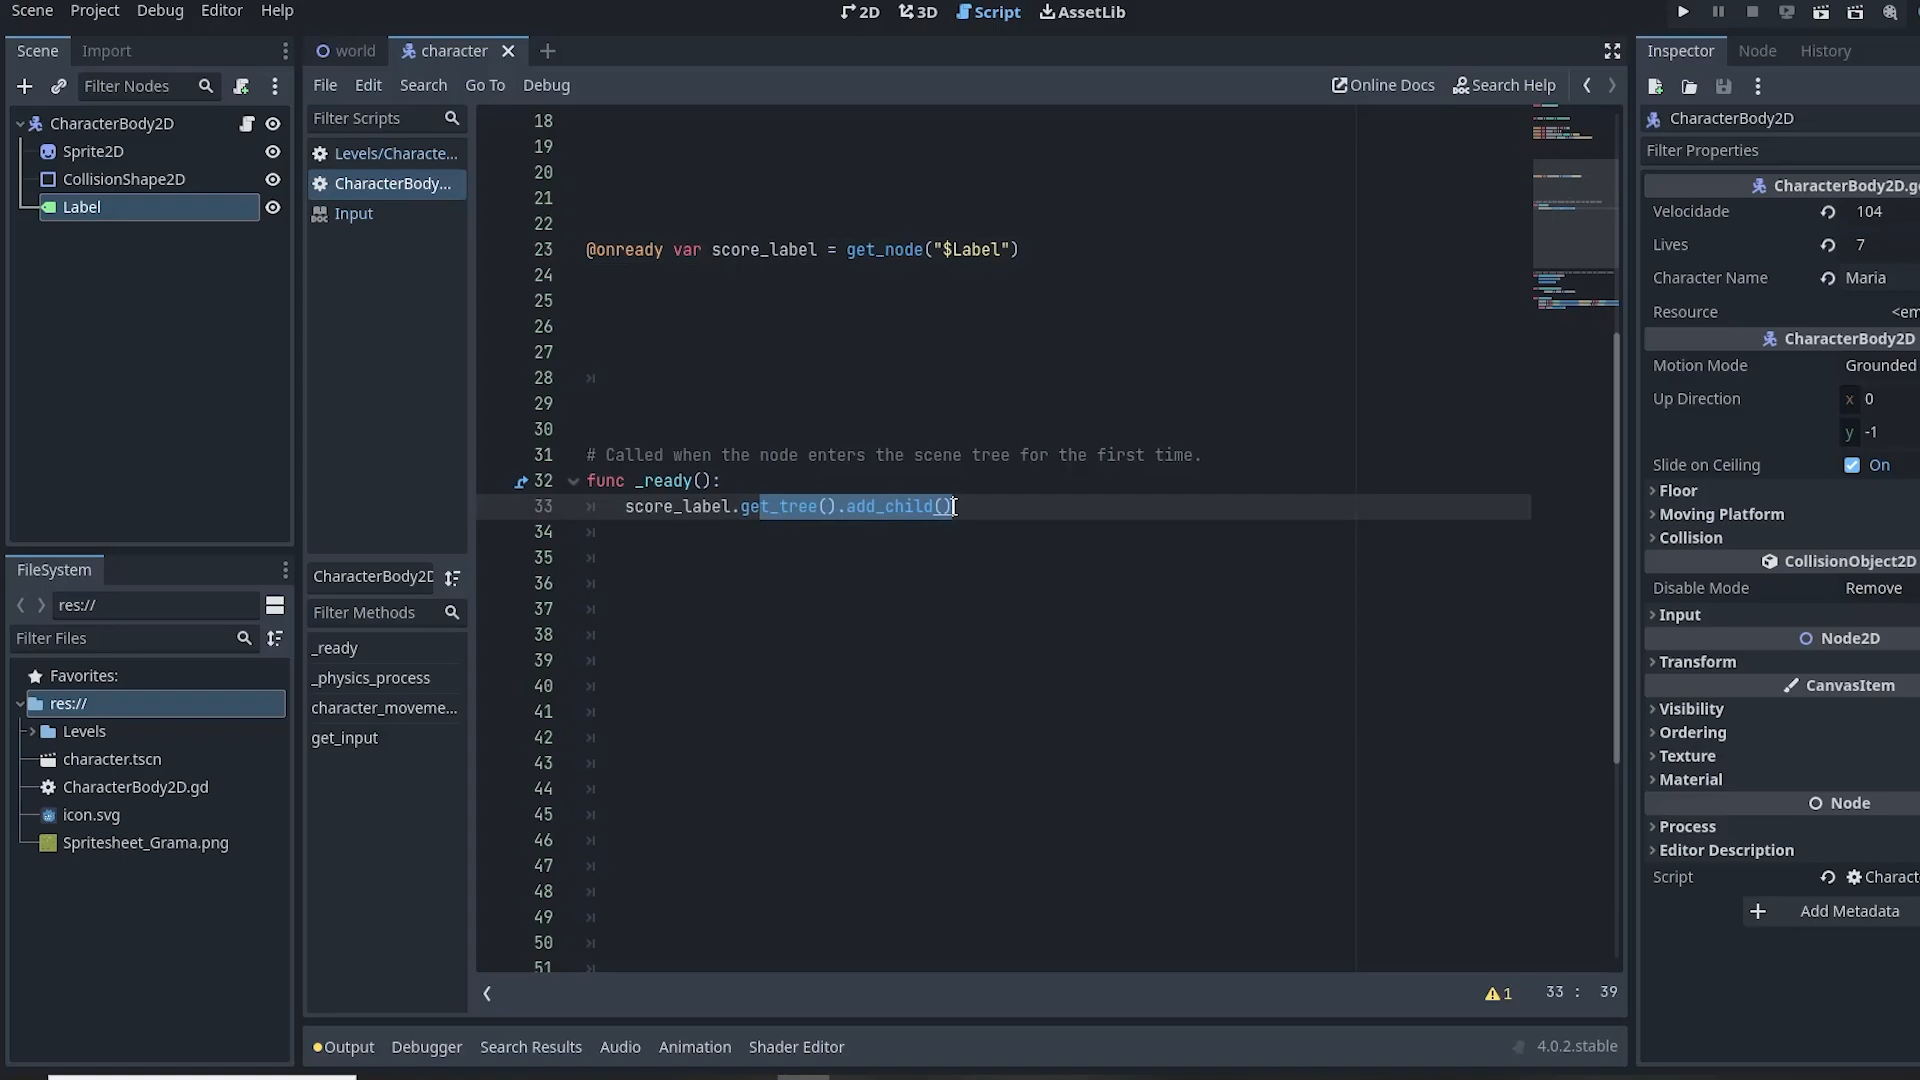 Scene Project Debug Editor Help
2D 3D Script AssetLib
Scene Import
Filter Nodes
CharacterBody2D
Sprite2D
CollisionShape2D
Label
FileSystem
res://
Filter Files
Favorites:
res://
Levels
character.tscn
CharacterBody2D.gd
icon.svg
Spritesheet_Grama.png
world character
File Edit Search Go To Debug
Online Docs Search Help
Filter Scripts
Levels/Characte...
CharacterBody...
Input
CharacterBody2D
Filter Methods
_ready
_physics_process
character_moveme...
get_input
18
19
20
21
22
23 @onready var score_label = get_node("$Label")
24
25
26
27
28
29
30
31 # Called when the node enters the scene tree for the first time.
32 func _ready():
33 score_label.get_tree().add_child()
34
35
36
37
38
39
40
41
42
43
44
45
46
47
48
49
50
51
1 33 : 39
Output Debugger Search Results Audio Animation Shader Editor
4.0.2.stable
Inspector Node History
CharacterBody2D
Filter Properties
CharacterBody2D.g
Velocidade 104
Lives 7
Character Name Maria
Resource <em
CharacterBody2D
Motion Mode Grounded
Up Direction x 0
y -1
Slide on Ceiling On
Floor
Moving Platform
Collision
CollisionObject2D
Disable Mode Remove
Input
Node2D
Transform
CanvasItem
Visibility
Ordering
Texture
Material
Node
Process
Editor Description
Script Charact
Add Metadata